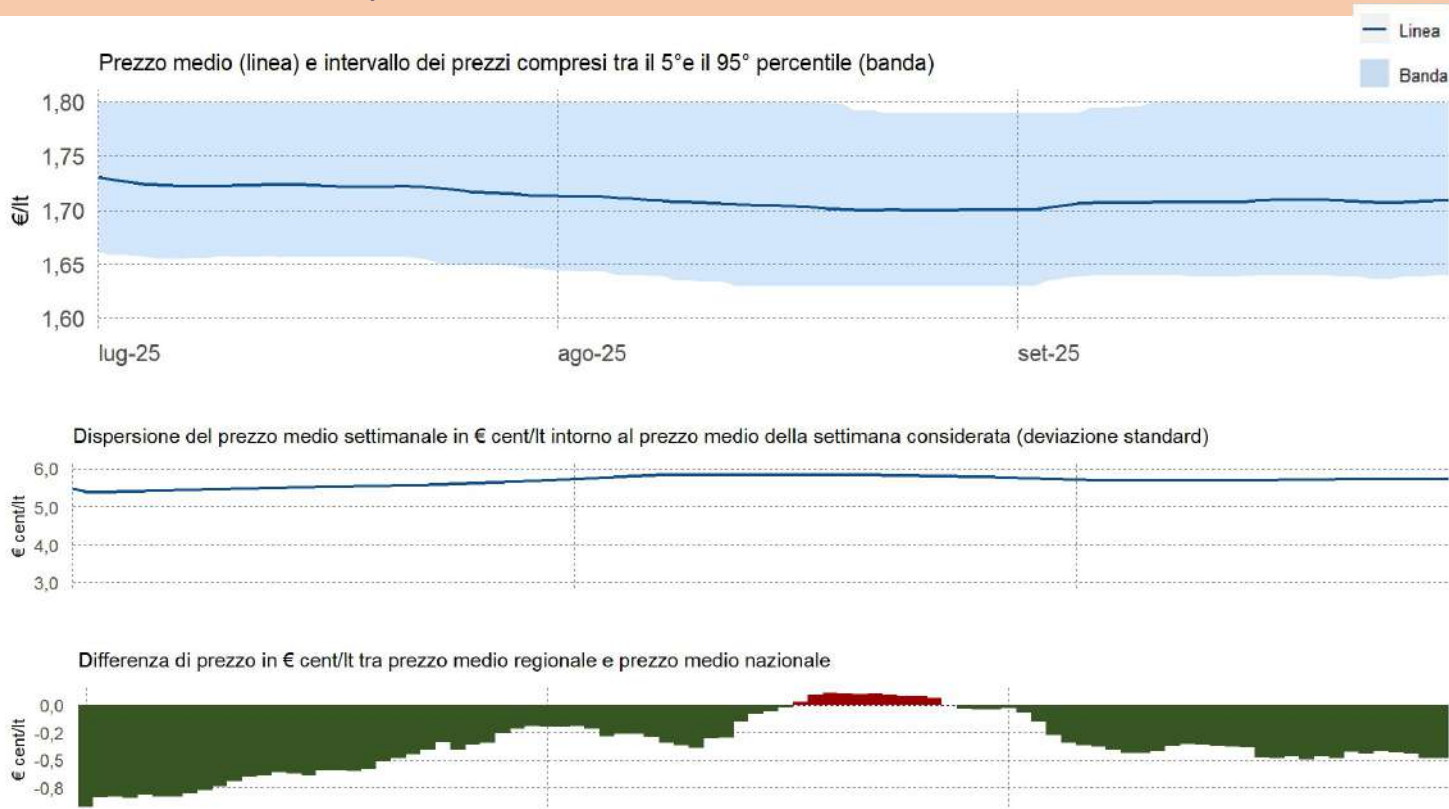 Linea
Banda
Prezzo medio (linea) e intervallo dei prezzi compresi tra il 5°e il 95° percentile (banda)
€/lt
1,80
1,75
1,70
1,65
1,60
lug-25
ago-25
set-25
Dispersione del prezzo medio settimanale in € cent/lt intorno al prezzo medio della settimana considerata (deviazione standard)
€ cent/lt
6,0
5,0
4,0
3,0
Differenza di prezzo in € cent/lt tra prezzo medio regionale e prezzo medio nazionale
€ cent/lt
0,0
-0,2
-0,5
-0,8